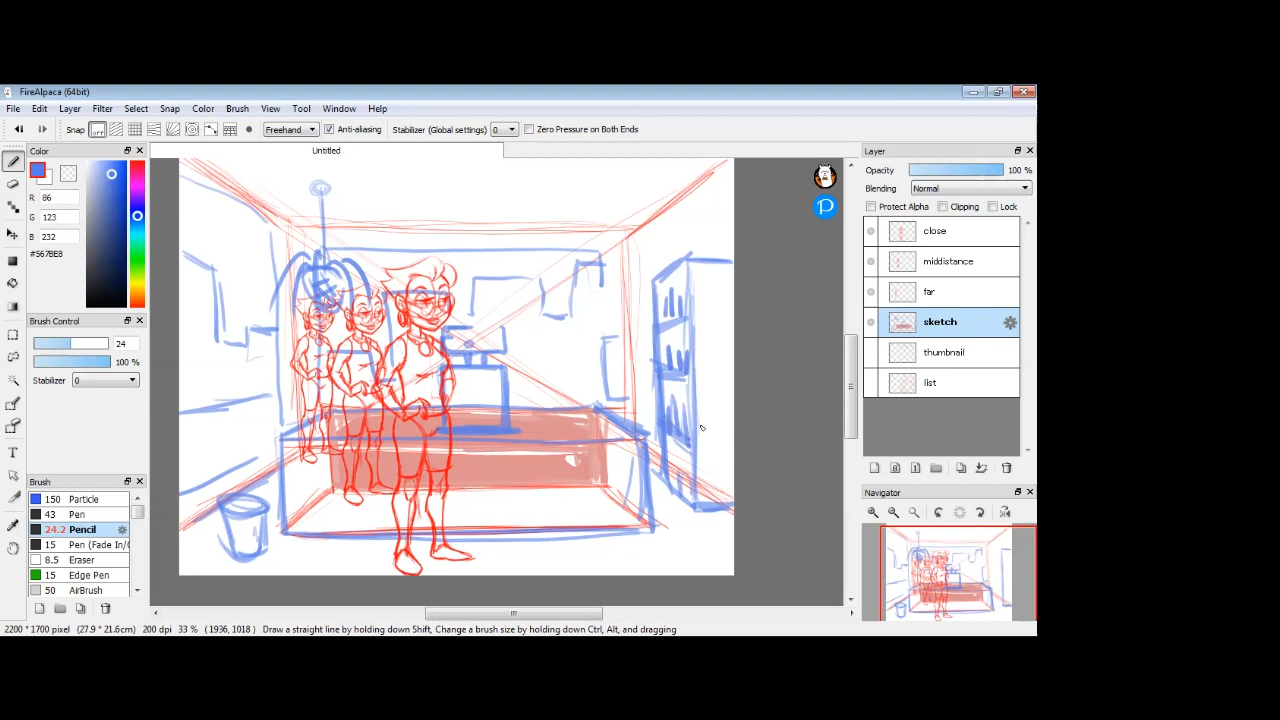 FireAlpaca (64bit)
File Edit Layer Filter Select Snap Color Brush View Tool Window Help
Snap OFF Freehand Anti-aliasing Stabilizer (Global settings) 0 Zero Pressure on Both Ends
Color
Untitled
Layer
R 86
G 123
B 232
#567BE8
Opacity 100 %
Blending Normal
Protect Alpha Clipping Lock
close
middistance
far
sketch
thumbnail
list
Brush Control
24
100 %
Stabilizer 0
Brush
150 Particle
43 Pen
24.2 Pencil
15 Pen (Fade In/O
8.5 Eraser
15 Edge Pen
50 AirBrush
Navigator
2200 * 1700 pixel (27.9 * 21.6cm) 200 dpi 33 % (1936, 1018) Draw a straight line by holding down Shift, Change a brush size by holding down Ctrl, Alt, and dragging